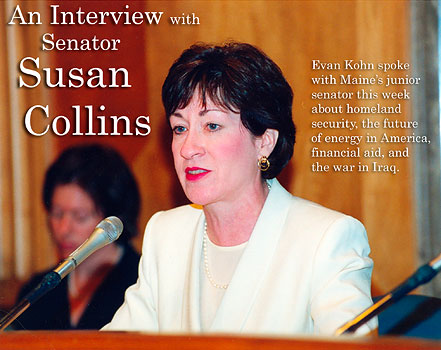 An Interview with
Senator
Susan
Collins
Evan Kohn spoke
with Maine's junior
senator this week
about homeland
security, the future
of energy in America,
financial aid, and
the war in Iraq.